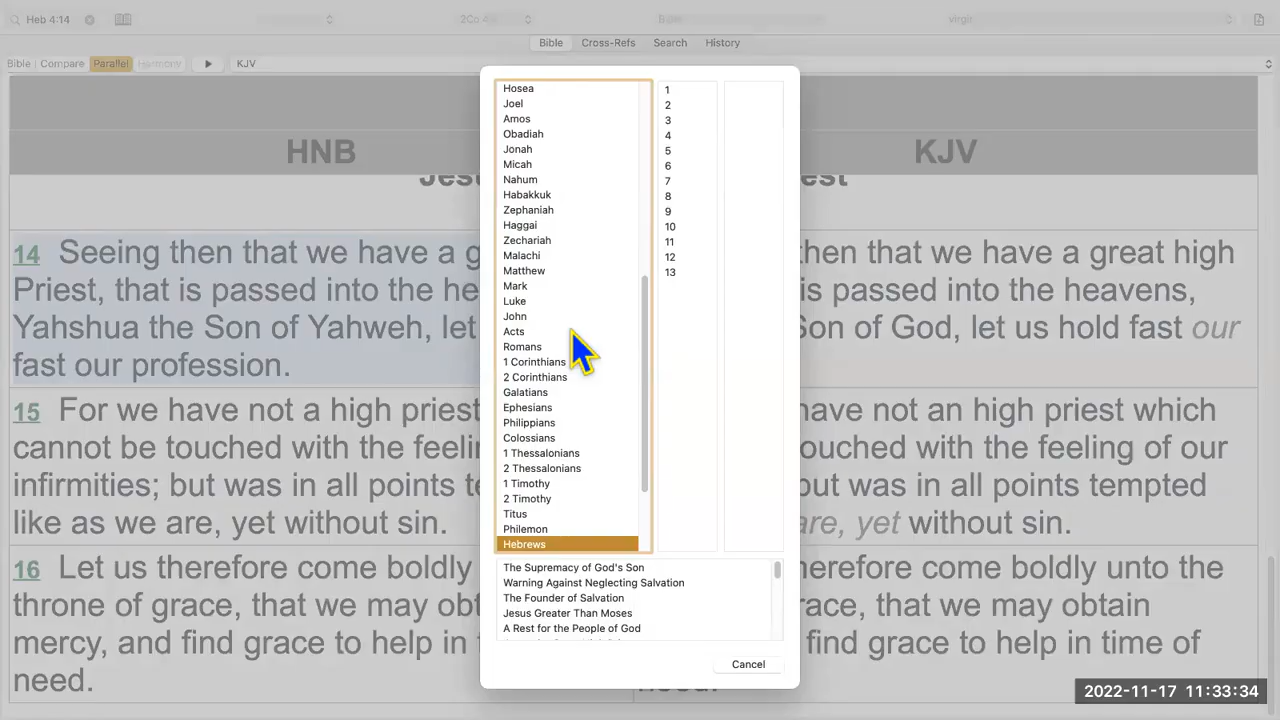 Heb 4:14
2Co 4
virgir
Bible Cross-Refs Search History
Bible Compare Parallel Harmony KJV
HNB KJV
14 Seeing then that we have a g
Priest, that is passed into the he
Yahshua the Son of Yahweh, let
fast our profession.
15 For we have not a high priest
cannot be touched with the feeli
infirmities; but was in all points te
like as we are, yet without sin.
16 Let us therefore come boldly
throne of grace, that we may obt
mercy, and find grace to help in t
need.
Hosea
Joel
Amos
Obadiah
Jonah
Micah
Nahum
Habakkuk
Zephaniah
Haggai
Zechariah
Malachi
Matthew
Mark
Luke
John
Acts
Romans
1 Corinthians
2 Corinthians
Galatians
Ephesians
Philippians
Colossians
1 Thessalonians
2 Thessalonians
1 Timothy
2 Timothy
Titus
Philemon
Hebrews
1
2
3
4
5
6
7
8
9
10
11
12
13
The Supremacy of God's Son
Warning Against Neglecting Salvation
The Founder of Salvation
Jesus Greater Than Moses
A Rest for the People of God
Cancel
then that we have a great high
is passed into the heavens,
Son of God, let us hold fast our
have not an high priest which
ouched with the feeling of our
but was in all points tempted
are, yet without sin.
herefore come boldly unto the
race, that we may obtain
find grace to help in time of
2022-11-17 11:33:34